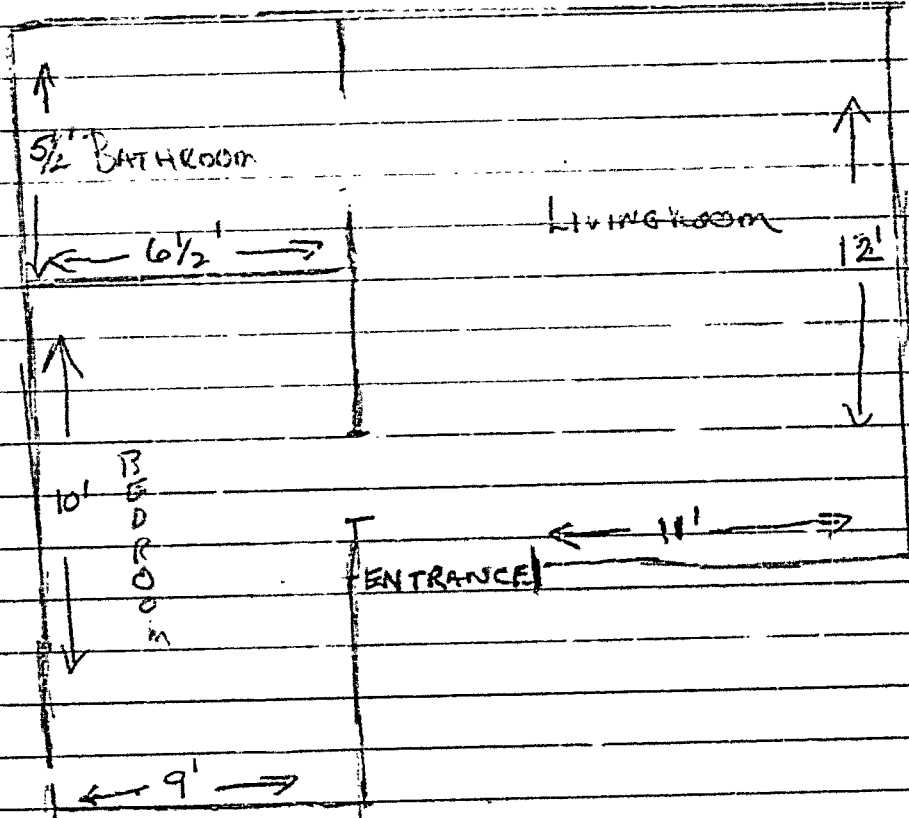 5½' BATHROOM
LIVINGROOM
6½'
12'
BEDROOM
10'
11'
ENTRANCE
9'